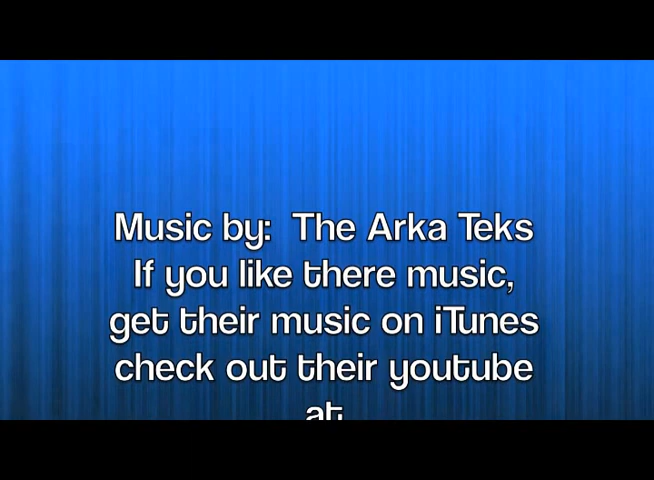 Music by:  The Arka Teks
If you like there music,
get their music on iTunes
check out their youtube
at